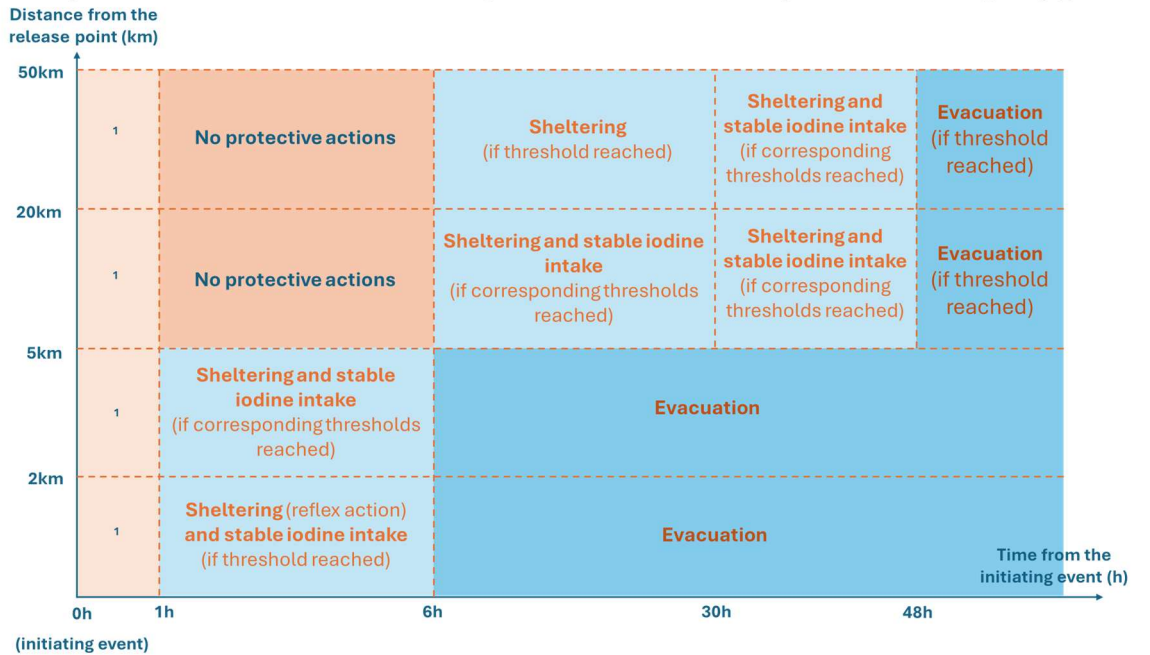 Distance from the
release point (km)
50km
1
No protective actions
Sheltering
(if threshold reached)
Sheltering and
stable iodine intake
(if corresponding
thresholds reached)
Evacuation
(if threshold
reached)
20km
1
No protective actions
Sheltering and stable iodine
intake
(if corresponding thresholds
reached)
Sheltering and
stable iodine intake
(if corresponding
thresholds reached)
Evacuation
(if threshold
reached)
5km
1
Sheltering and stable
iodine intake
(if corresponding thresholds
reached)
Evacuation
2km
1
Sheltering (reflex action)
and stable iodine intake
(if threshold reached)
Evacuation
Time from the
initiating event (h)
0h
1h
6h
30h
48h
(initiating event)